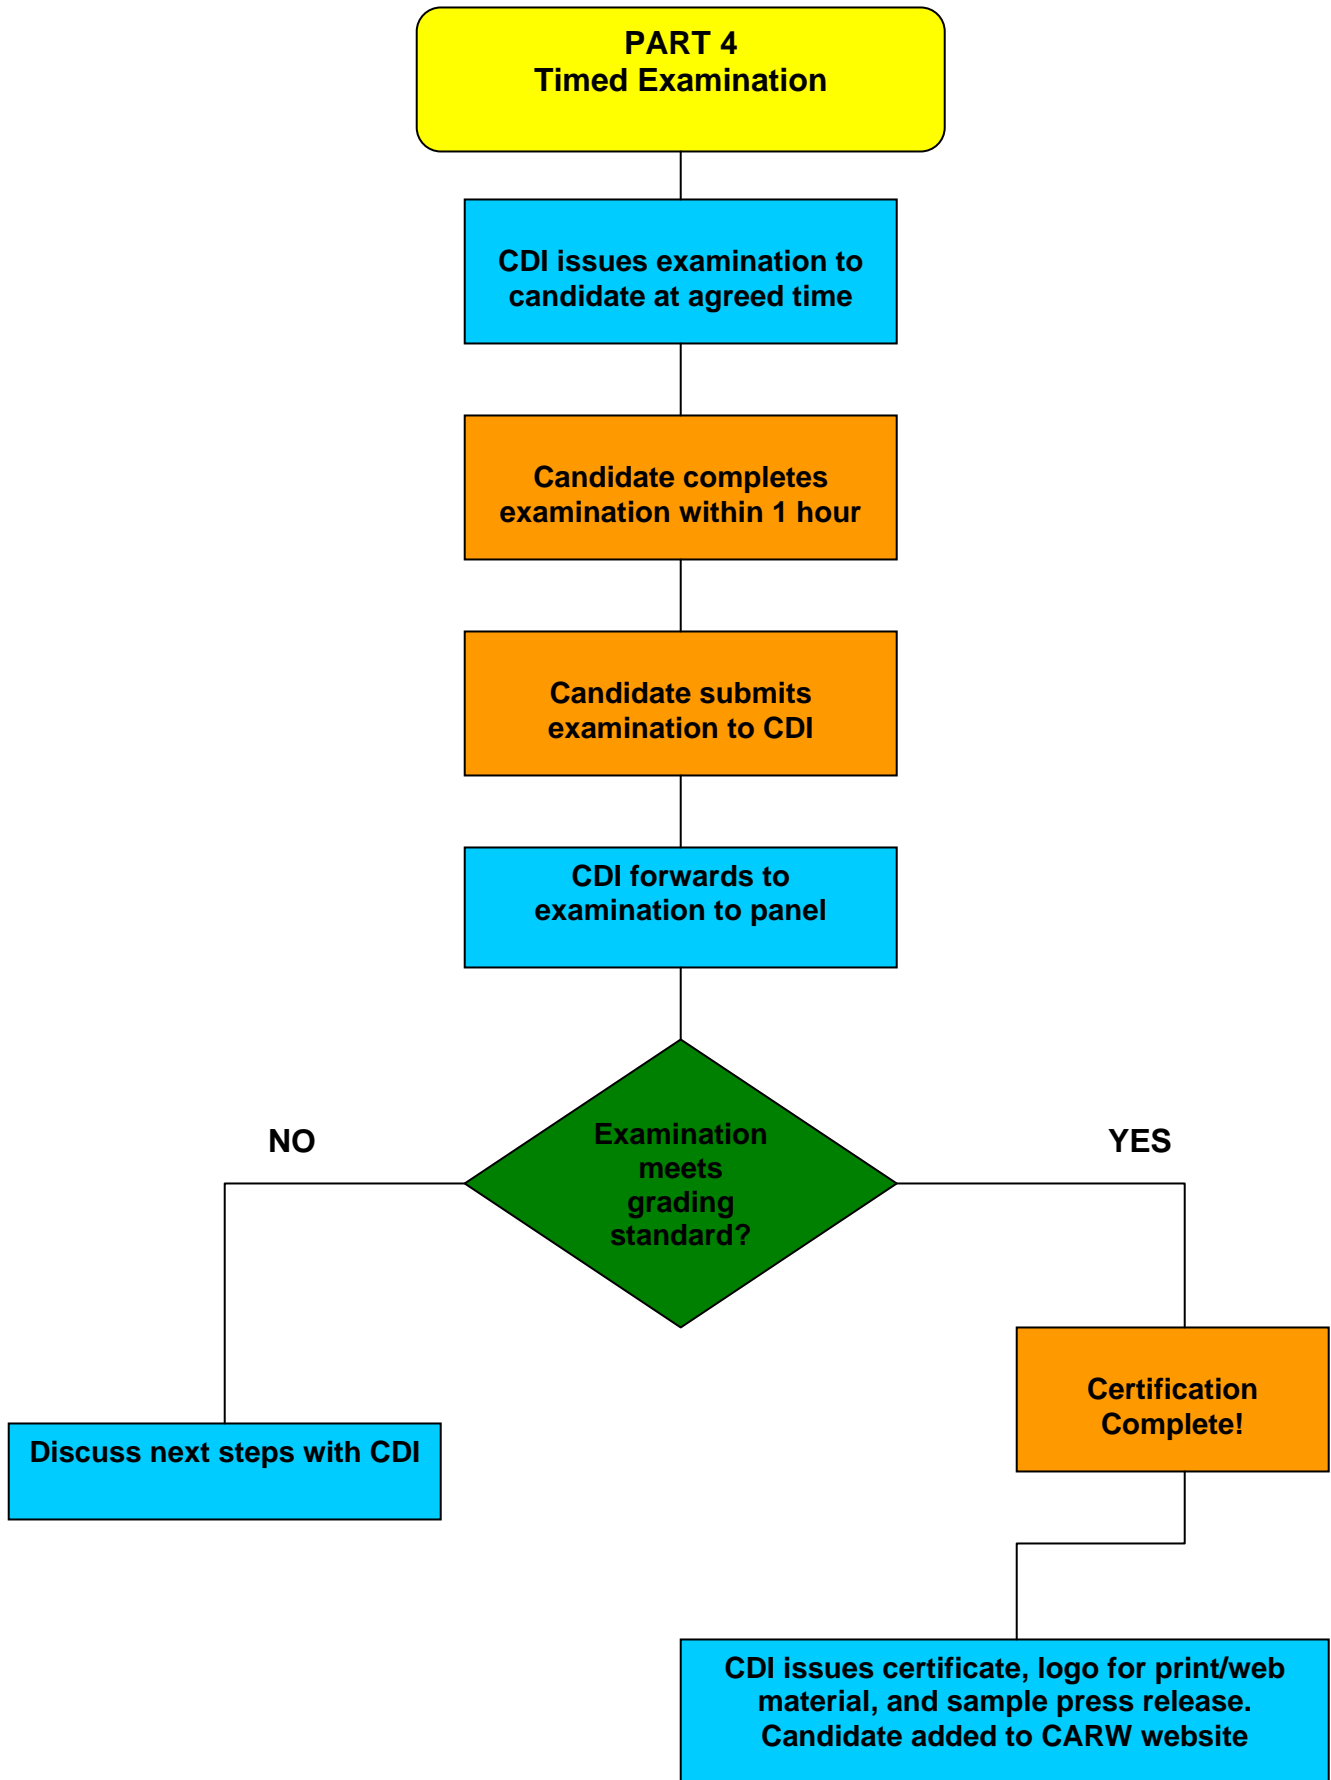 PART 4
Timed Examination
CDI issues examination to
candidate at agreed time
Candidate completes
examination within 1 hour
Candidate submits
examination to CDI
CDI forwards to
examination to panel
Examination
meets
grading
standard?
NO
YES
Discuss next steps with CDI
Certification
Complete!
CDI issues certificate, logo for print/web
material, and sample press release.
Candidate added to CARW website